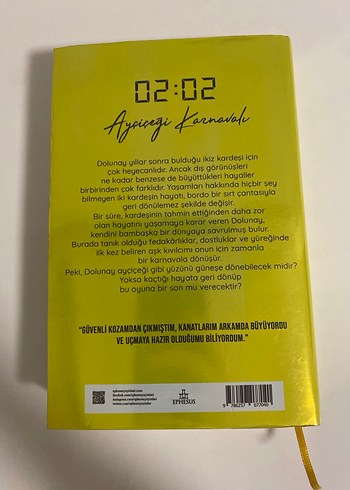 02:02
Ayçiçeği Karnavalı
Dolunay yıllar sonra bulduğu ikiz kardeşi için
çok heyecanlıdır. Ancak dış görünüşleri
ne kadar benzese de büyüttükleri hayaller
birbirinden çok farklıdır. Yaşamları hakkında hiçbir şey
bilmeyen iki kardeşin hayatı, bordo bir sırt çantasıyla
geri dönülemez şekilde değişir.
Bir süre, kardeşinin tahmin ettiğinden daha zor
olan hayatını yaşamaya karar veren Dolunay,
kendini bambaşka bir dünyaya savrulmuş bulur.
Burada tanık olduğu fedakârlıklar, dostluklar ve yüreğinde
ilk kez beliren aşk kıvılcımı onun için zamanla
bir karnavala dönüşür.
Peki, Dolunay ayçiçeği gibi yüzünü güneşe dönebilecek midir?
Yoksa kaçtığı hayata geri dönüp
bu oyuna bir son mu verecektir?
"GÜVENLİ KOZAMDAN ÇIKMIŞTIM, KANATLARIM ARKAMDA BÜYÜYORDU
VE UÇMAYA HAZIR OLDUĞUMU BİLİYORDUM."
EPHESUS